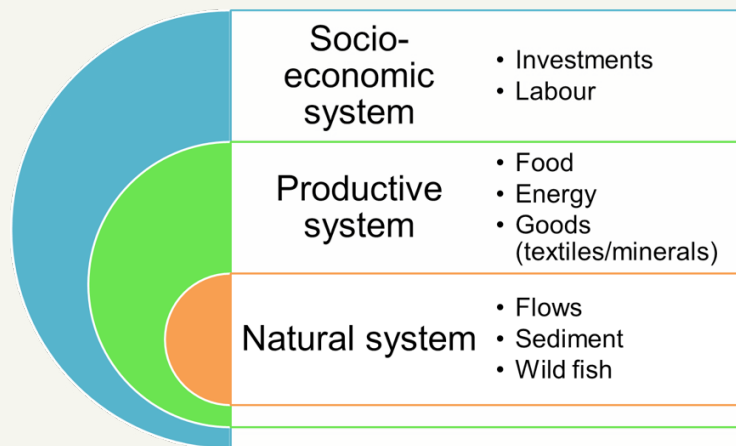 Socio-
economic
system
• Investments
• Labour
Productive
system
• Food
• Energy
• Goods
(textiles/minerals)
Natural system
• Flows
• Sediment
• Wild fish